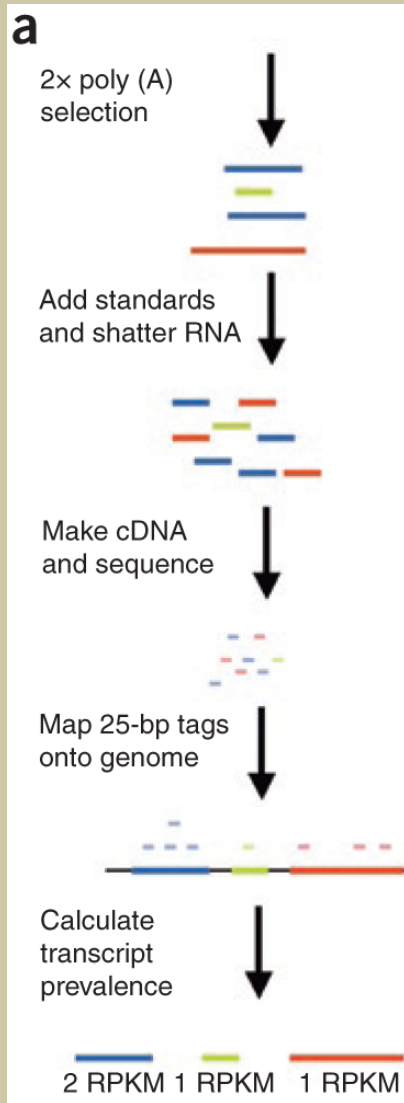 a
2× poly (A)
selection
Add standards
and shatter RNA
Make cDNA
and sequence
Map 25-bp tags
onto genome
Calculate
transcript
prevalence
2 RPKM 1 RPKM 1 RPKM